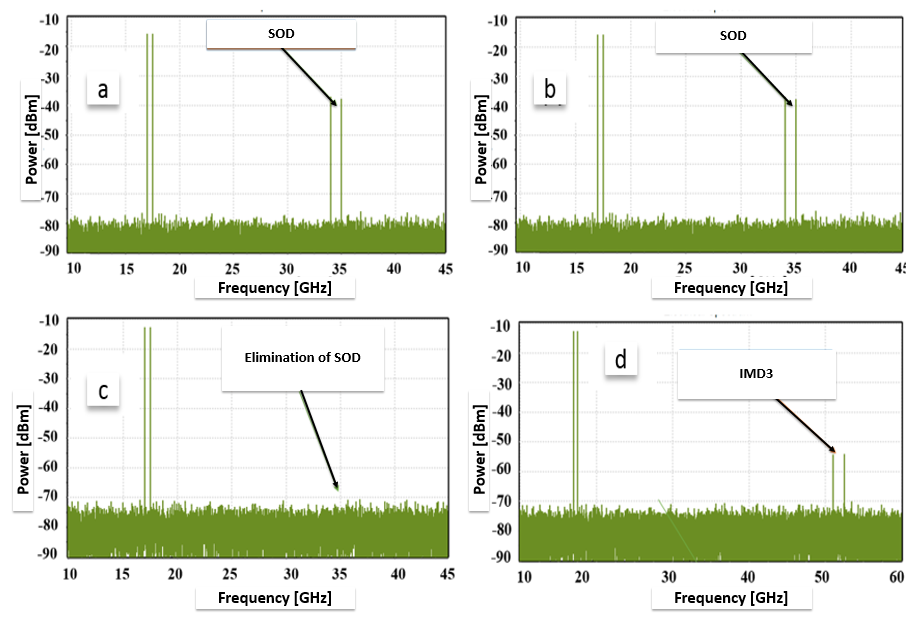 -10
-20
-30
-40
-50
-60
-70
-80
-90
Power [dBm]
a
SOD
10 15 20 25 30 35 40 45
Frequency [GHz]
-10
-20
-30
-40
-50
-60
-70
-80
-90
Power [dBm]
b
SOD
10 15 20 25 30 35 40 45
Frequency [GHz]
-10
-20
-30
-40
-50
-60
-70
-80
-90
Power [dBm]
c
Elimination of SOD
10 15 20 25 30 35 40 45
Frequency [GHz]
-10
-20
-30
-40
-50
-60
-70
-80
-90
Power [dBm]
d
IMD3
10 20 30 40 50 60
Frequency [GHz]